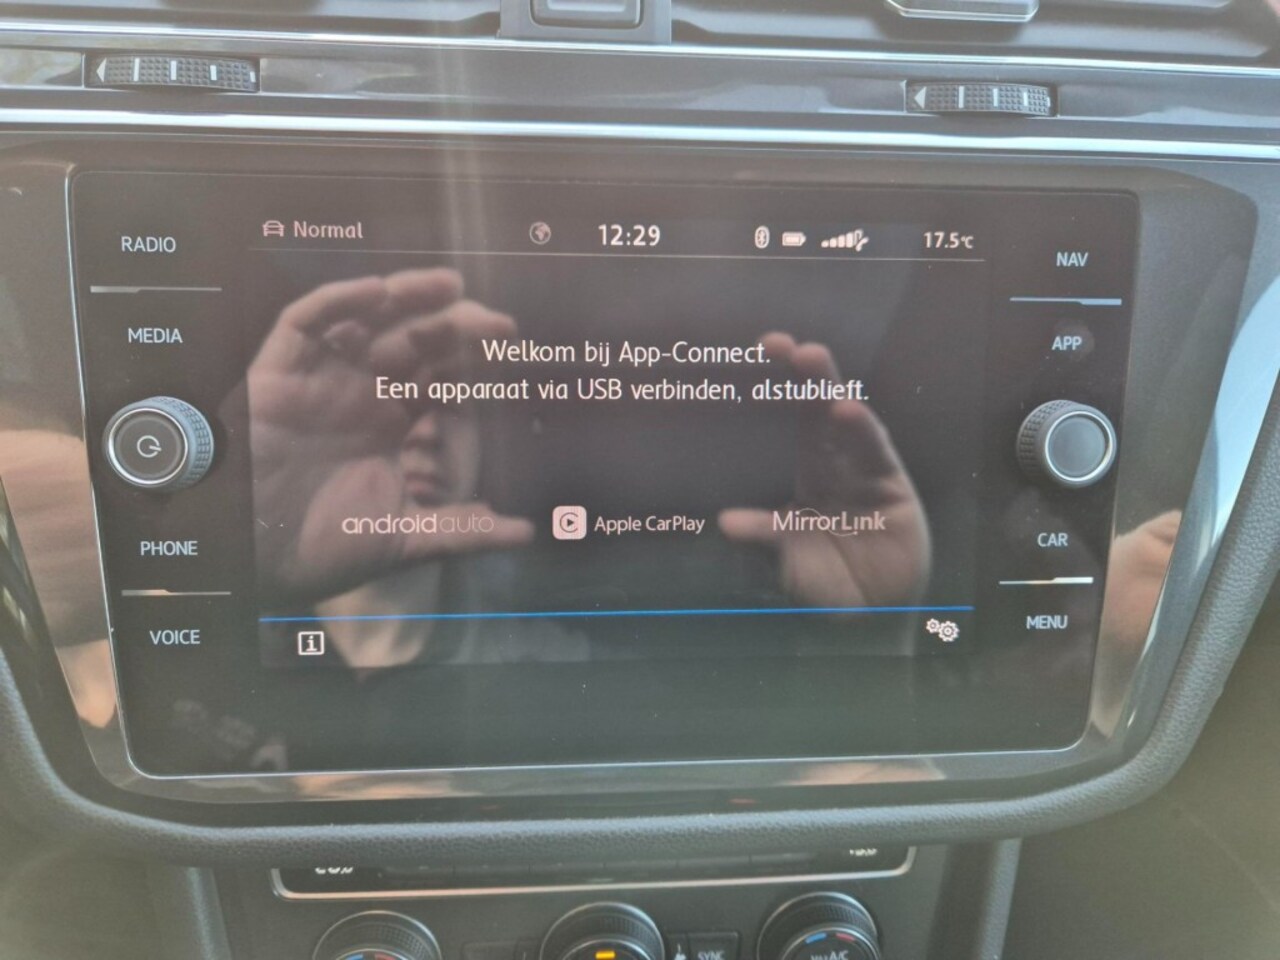 RADIO
MEDIA
PHONE
VOICE
Normal
12:29
17.5°C
Welkom bij App-Connect.
Een apparaat via USB verbinden, alstublieft.
androidauto
Apple CarPlay
MirrorLink
i
NAV
APP
CAR
MENU
SYNC
A/C